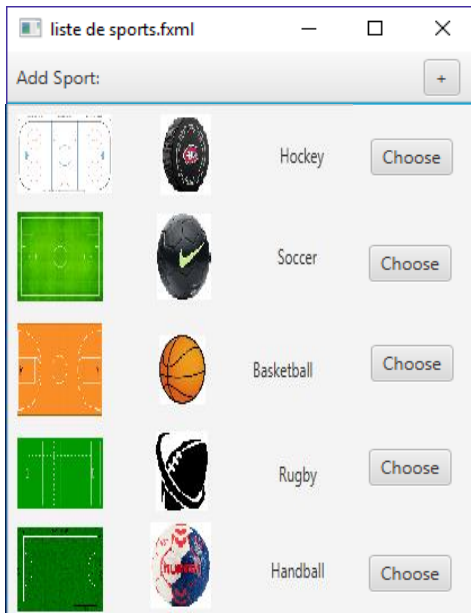 liste de sports.fxml
Add Sport: +
Hockey Choose
Soccer Choose
Basketball Choose
Rugby Choose
Handball Choose